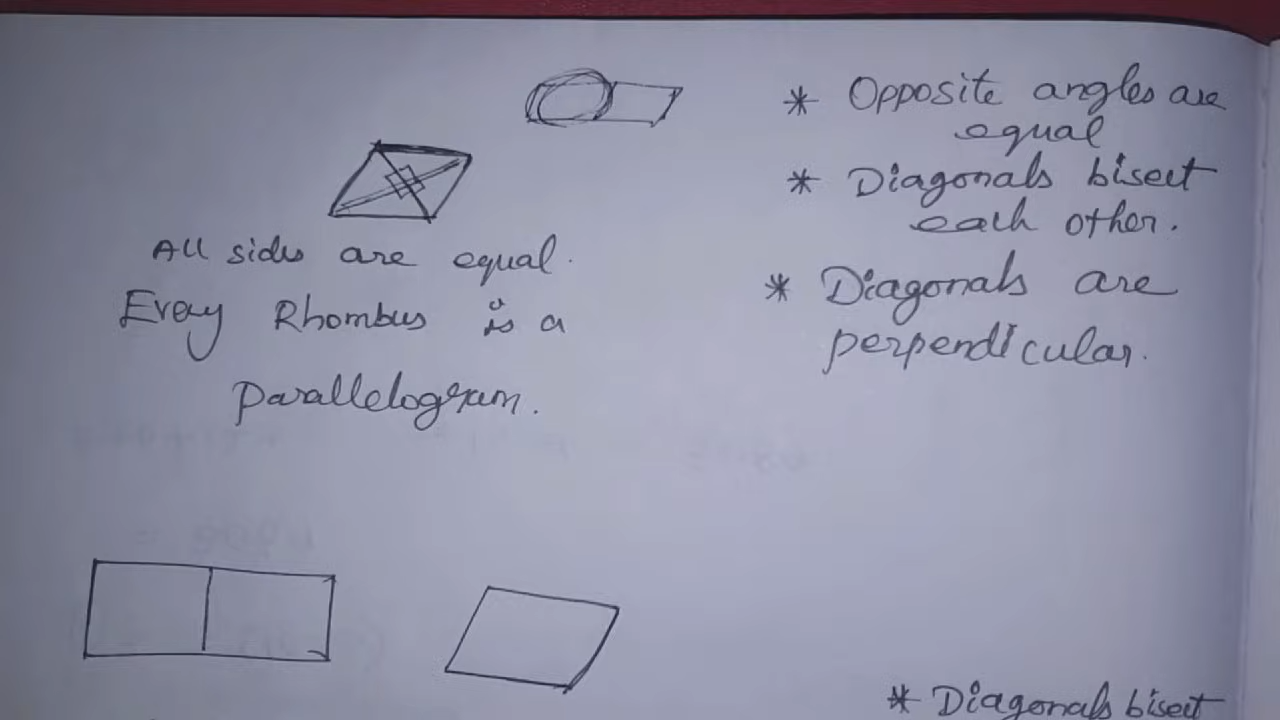 * Opposite angles are
equal
* Diagonals bisect
each other.
* Diagonals are
perpendicular.
All sides are equal.
Every Rhombus is a
parallelogram.
* Diagonals bisect